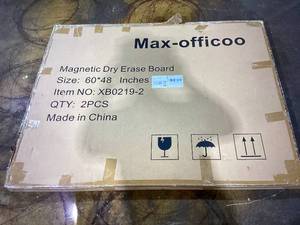 Max-officoo
Magnetic Dry Erase Board
Size: 60*48 Inches
Item NO: XB0219-2
QTY: 2PCS
Made in China